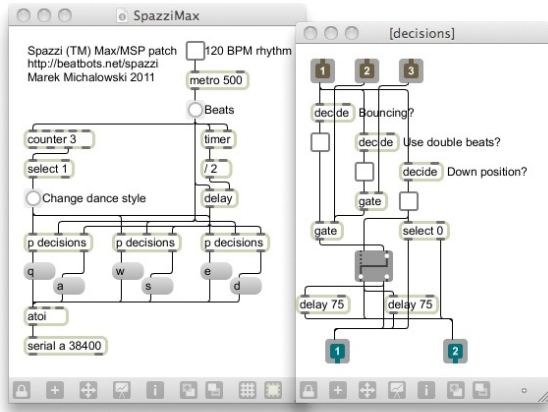 SpazziMax
Spazzi (TM) Max/MSP patch
http://beatbots.net/spazzi
Marek Michalowski 2011
120 BPM rhythm
metro 500
Beats
counter 3
timer
select 1
/ 2
Change dance style
delay
p decisions
p decisions
p decisions
q
w
e
a
s
d
atoi
serial a 38400
[decisions]
1
2
3
decide
Bouncing?
decide
Use double beats?
decide
Down position?
gate
gate
select 0
delay 75
delay 75
1
2